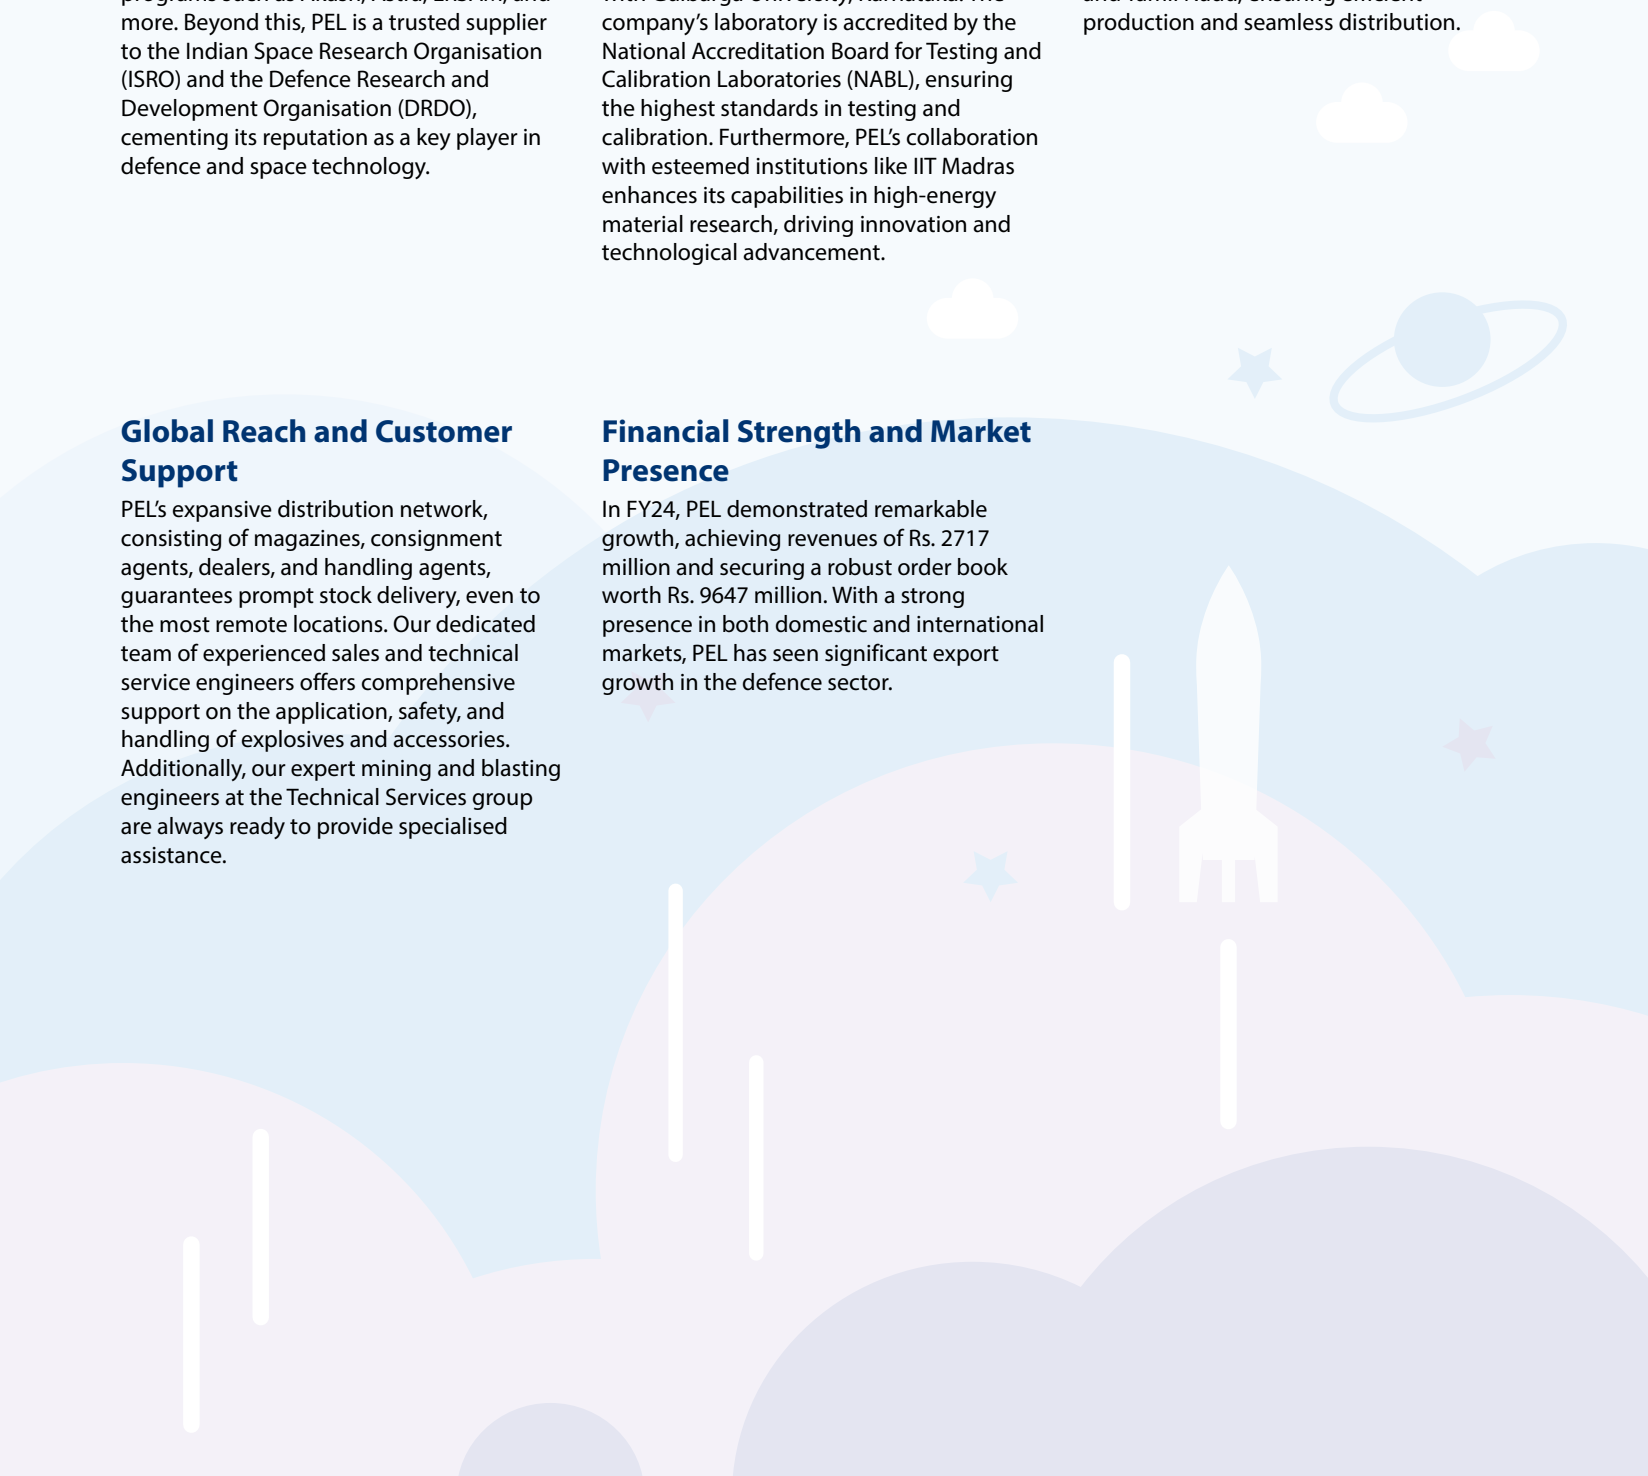 more. Beyond this, PEL is a trusted supplier
to the Indian Space Research Organisation
(ISRO) and the Defence Research and
Development Organisation (DRDO),
cementing its reputation as a key player in
defence and space technology.
company’s laboratory is accredited by the
National Accreditation Board for Testing and
Calibration Laboratories (NABL), ensuring
the highest standards in testing and
calibration. Furthermore, PEL’s collaboration
with esteemed institutions like IIT Madras
enhances its capabilities in high-energy
material research, driving innovation and
technological advancement.
production and seamless distribution.
Global Reach and Customer
Support
PEL’s expansive distribution network,
consisting of magazines, consignment
agents, dealers, and handling agents,
guarantees prompt stock delivery, even to
the most remote locations. Our dedicated
team of experienced sales and technical
service engineers offers comprehensive
support on the application, safety, and
handling of explosives and accessories.
Additionally, our expert mining and blasting
engineers at the Technical Services group
are always ready to provide specialised
assistance.
Financial Strength and Market
Presence
In FY24, PEL demonstrated remarkable
growth, achieving revenues of Rs. 2717
million and securing a robust order book
worth Rs. 9647 million. With a strong
presence in both domestic and international
markets, PEL has seen significant export
growth in the defence sector.